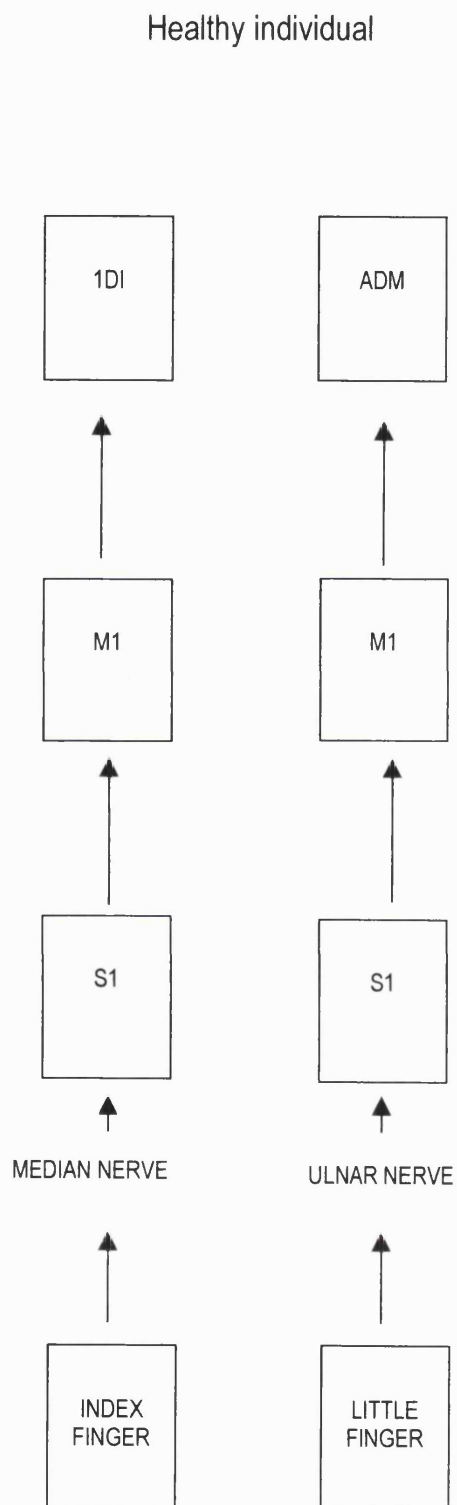 Healthy individual
1DI
ADM
M1
M1
S1
S1
MEDIAN NERVE
ULNAR NERVE
INDEX
FINGER
LITTLE
FINGER